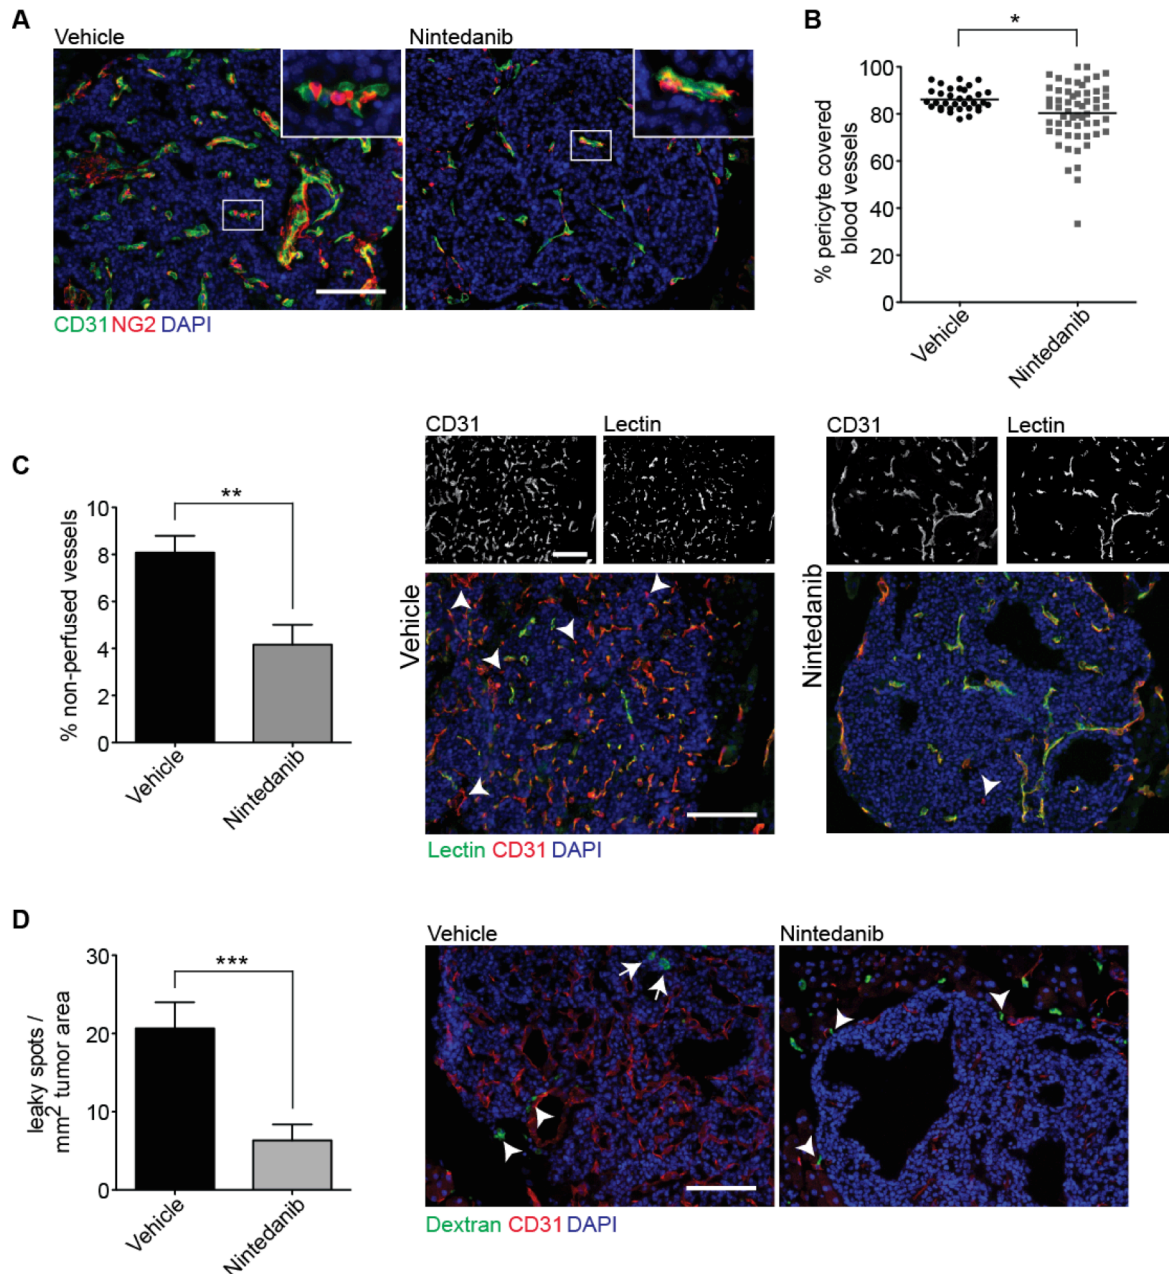 A
Vehicle
Nintedanib
CD31 NG2 DAPI
B
*
% pericyte covered
blood vessels
100
80
60
40
20
0
Vehicle
Nintedanib
C
**
% non-perfused vessels
10
8
6
4
2
0
Vehicle
Nintedanib
CD31
Lectin
Vehicle
Lectin CD31 DAPI
CD31
Lectin
Nintedanib
D
***
leaky spots /
mm² tumor area
30
20
10
0
Vehicle
Nintedanib
Vehicle
Nintedanib
Dextran CD31 DAPI